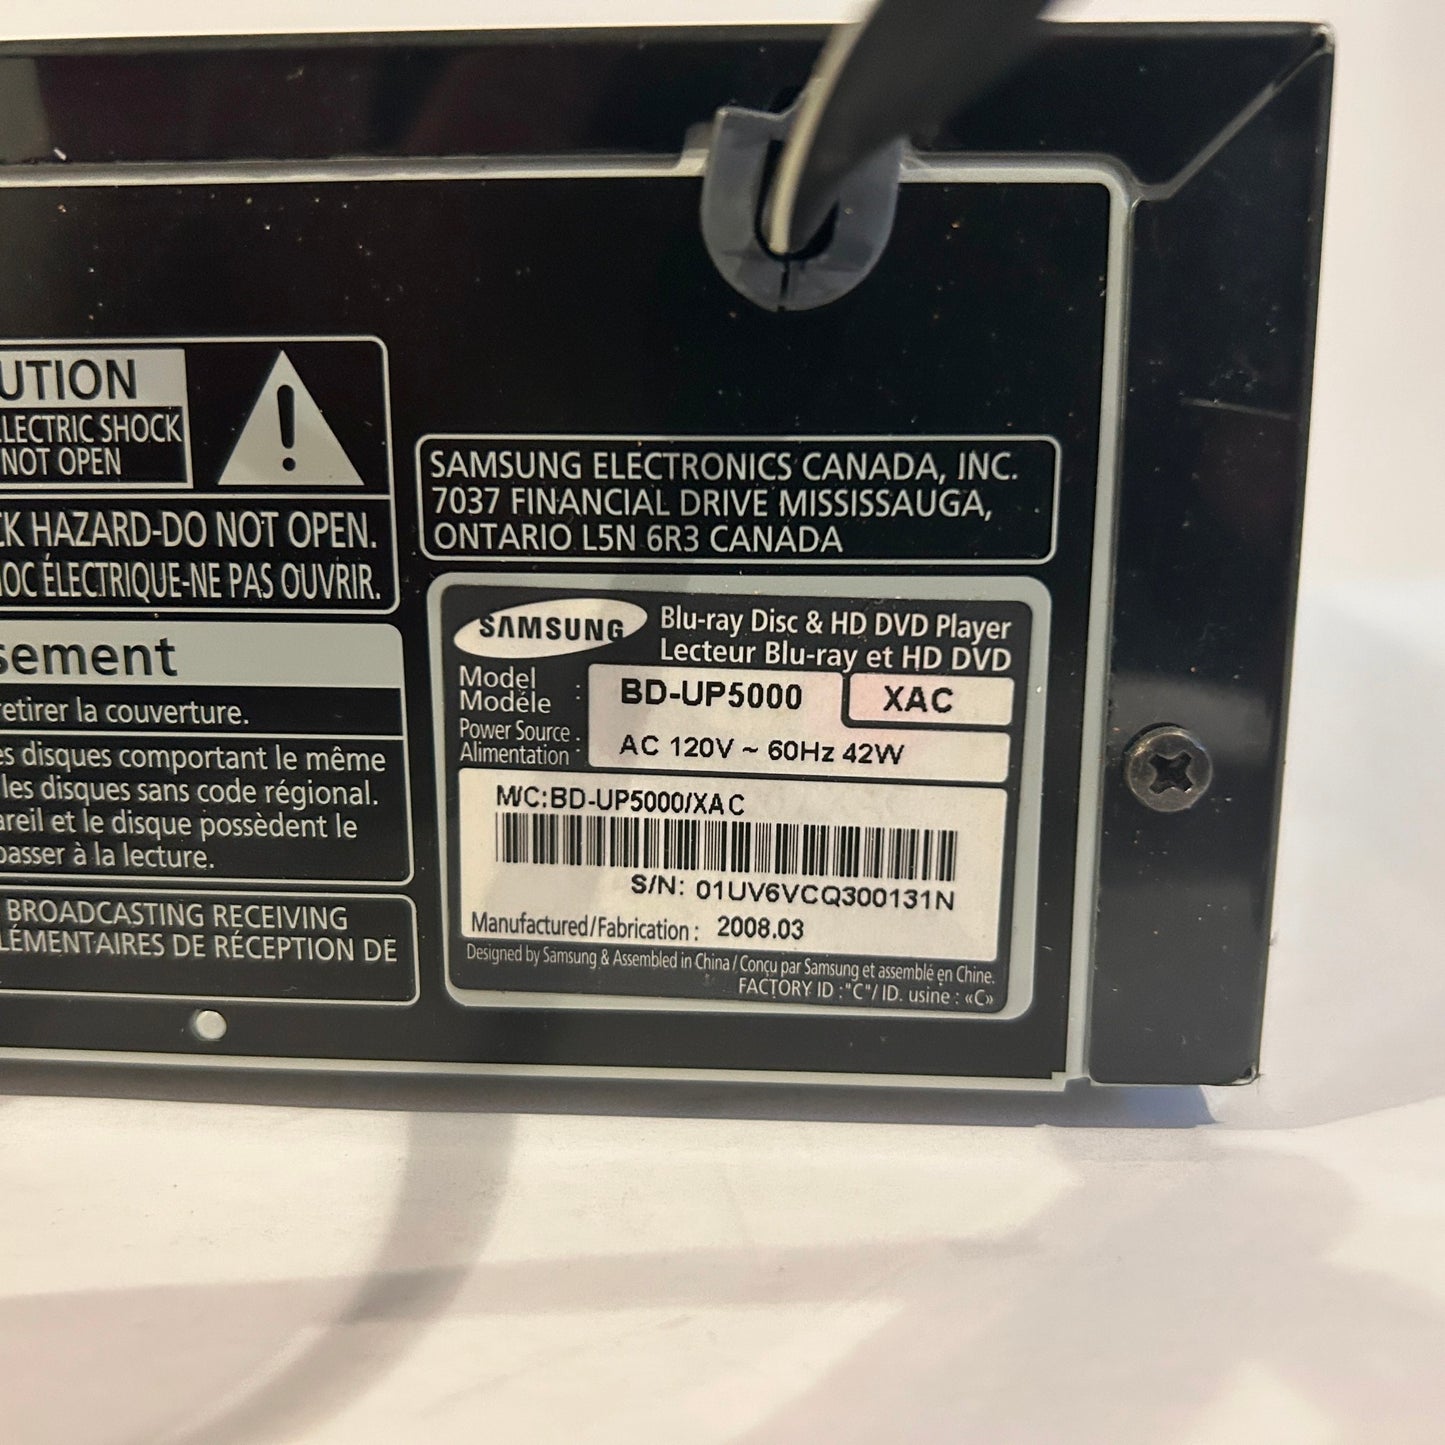 UTION
LECTRIC SHOCK
NOT OPEN
CK HAZARD-DO NOT OPEN.
HOC ÉLECTRIQUE-NE PAS OUVRIR.
sement
retirer la couverture.
es disques comportant le même
les disques sans code régional.
areil et le disque possèdent le
passer à la lecture.
BROADCASTING RECEIVING
LÉMENTAIRES DE RÉCEPTION DE
SAMSUNG ELECTRONICS CANADA, INC.
7037 FINANCIAL DRIVE MISSISSAUGA,
ONTARIO L5N 6R3 CANADA
SAMSUNG Blu-ray Disc & HD DVD Player
Lecteur Blu-ray et HD DVD
Model
Modéle : BD-UP5000 XAC
Power Source
Alimentation : AC 120V ~ 60Hz 42W
M/C:BD-UP5000/XAC
S/N: 01UV6VCQ300131N
Manufactured/Fabrication : 2008.03
Designed by Samsung & Assembled in China / Conçu par Samsung et assemblé en Chine.
FACTORY ID :"C"/ ID. usine : «C»